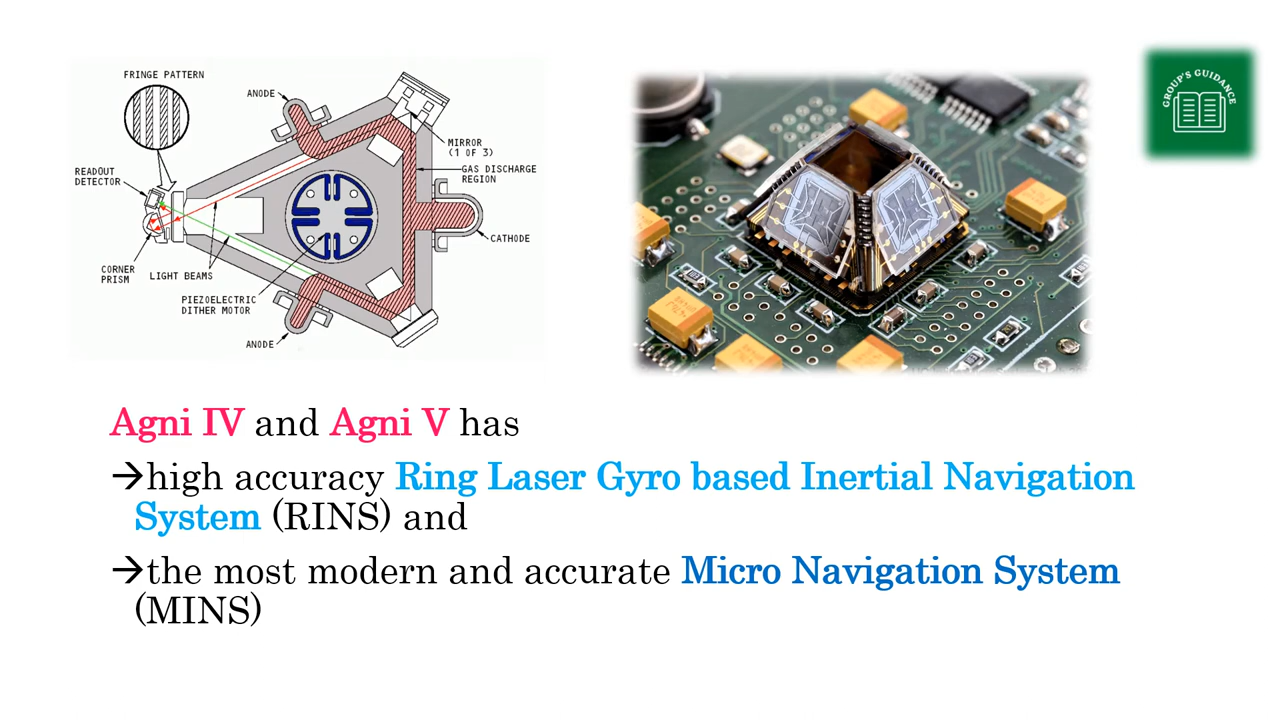 FRINGE PATTERN
ANODE
MIRROR
(1 OF 3)
GAS DISCHARGE
REGION
READOUT
DETECTOR
CATHODE
CORNER
PRISM
LIGHT BEAMS
PIEZOELECTRIC
DITHER MOTOR
ANODE
GROUP'S GUIDANCE
Agni IV and Agni V has
→high accuracy Ring Laser Gyro based Inertial Navigation
System (RINS) and
→the most modern and accurate Micro Navigation System
(MINS)